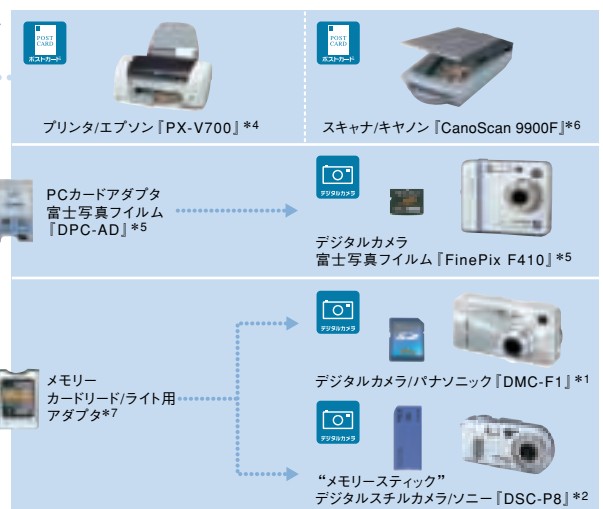 POST
CARD
ポストカード
プリンタ/エプソン『PX-V700』*4
POST
CARD
ポストカード
スキャナ/キヤノン『CanoScan 9900F』*6
PCカードアダプタ
富士写真フイルム
『DPC-AD』*5
デジタルカメラ
デジタルカメラ
富士写真フイルム『FinePix F410』*5
メモリー
カードリード/ライト用
アダプタ*7
デジタルカメラ
デジタルカメラ/パナソニック『DMC-F1』*1
デジタルカメラ
“メモリースティック”
デジタルスチルカメラ/ソニー『DSC-P8』*2